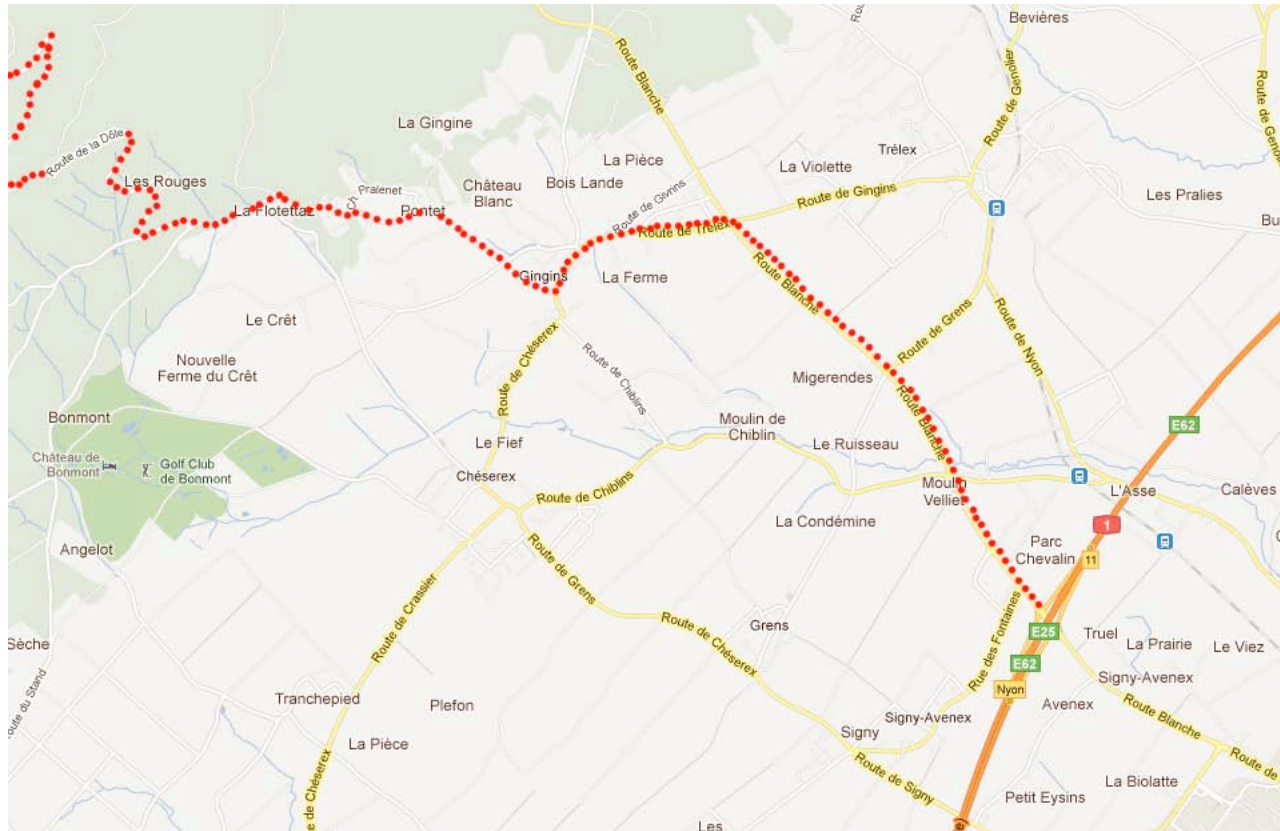 Bevières
Route Blanche
Route de Genolier
Route de Geno
Rou
La Gingine
Route de la Dôle
La Pièce
La Violette
Trélex
Les Rouges
Château
Blanc
Bois Lande
Les Pralies
Ch. Pralenet
Route de Givrins
Route de Gingins
La Flotettaz
Pontet
Bu
Route de Trélex
Gingins
La Ferme
Route Blanche
Le Crêt
Route de Grens
Route de Nyon
Route de Chéserex
Route de Chiblins
Nouvelle
Ferme du Crêt
Migerendes
Bonmont
Route Blanche
Moulin de
Chiblin
E62
Château de
Bonmont
Golf Club
de Bonmont
Le Fief
Le Ruisseau
Chéserex
Moulin
Velliet
L'Asse
Calèves
Route de Chiblins
La Condémine
1
Angelot
Parc
Chevalin
11
Route de Grens
Route de Crassier
Grens
Route de Chéserex
Rue des Fontaines
E25
Truel
La Prairie
Le Viez
Sèche
E62
Signy-Avenex
oute du Stand
Tranchepied
Plefon
Nyon
Avenex
Signy-Avenex
Route Blanche
Signy
La Pièce
Route de
Route de Signy
La Biolatte
e de Chéserex
Petit Eysins
Les
e)